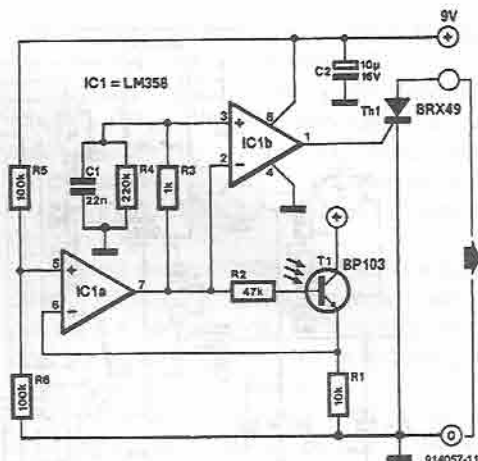 9V
+
IC1 = LM358
C2
10µ
16V
Th1
BRX49
3
+
8
IC1b
1
2
−
4
R5
100k
C1
22n
R4
220k
R3
1k
+
5
+
IC1a
7
6
−
R2
47k
T1
BP103
R6
100k
R1
10k
0
914057-11